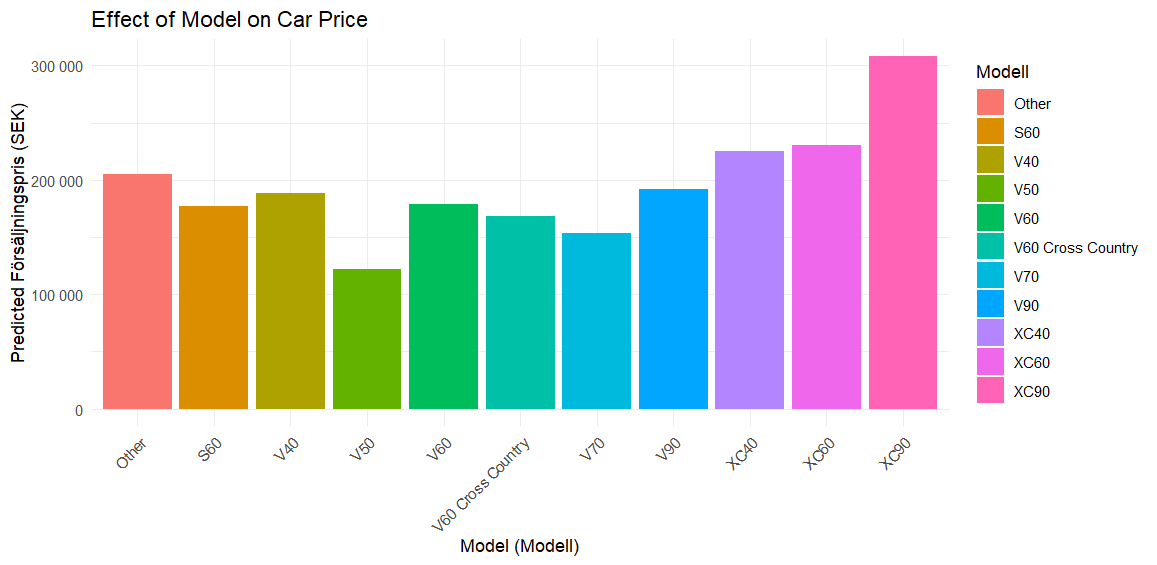 Effect of Model on Car Price
Predicted Försäljningspris (SEK)
300 000
200 000
100 000
0
Other
S60
V40
V50
V60
V60 Cross Country
V70
V90
XC40
XC60
XC90
Model (Modell)
Modell
Other
S60
V40
V50
V60
V60 Cross Country
V70
V90
XC40
XC60
XC90